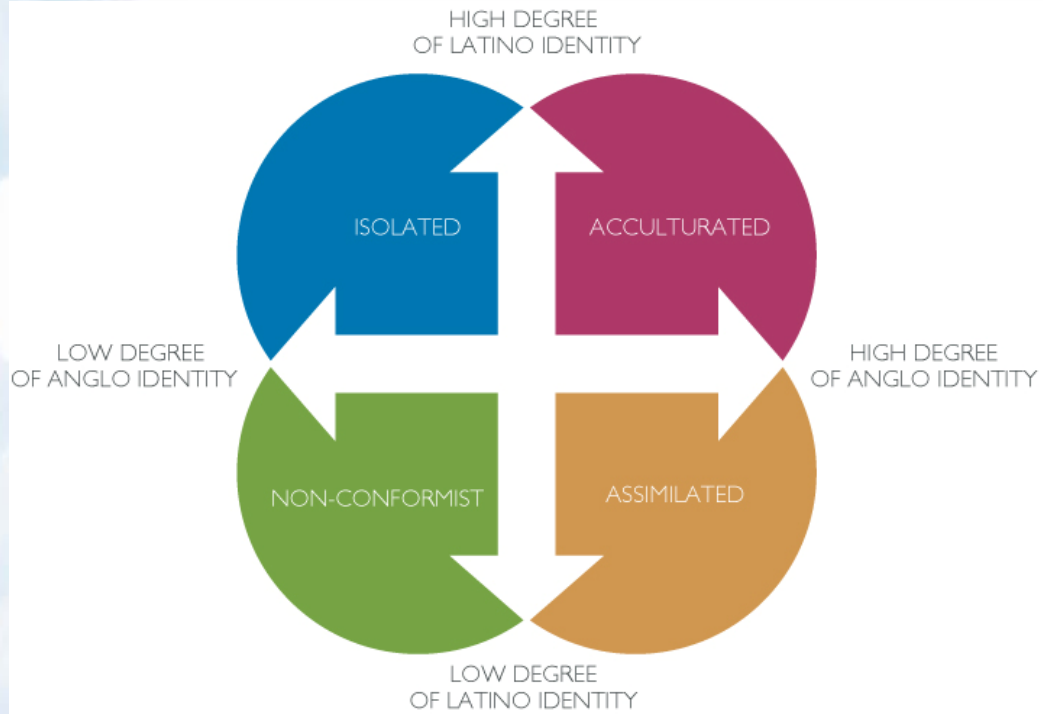 HIGH DEGREE
OF LATINO IDENTITY
ISOLATED
ACCULTURATED
LOW DEGREE
OF ANGLO IDENTITY
HIGH DEGREE
OF ANGLO IDENTITY
NON-CONFORMIST
ASSIMILATED
LOW DEGREE
OF LATINO IDENTITY